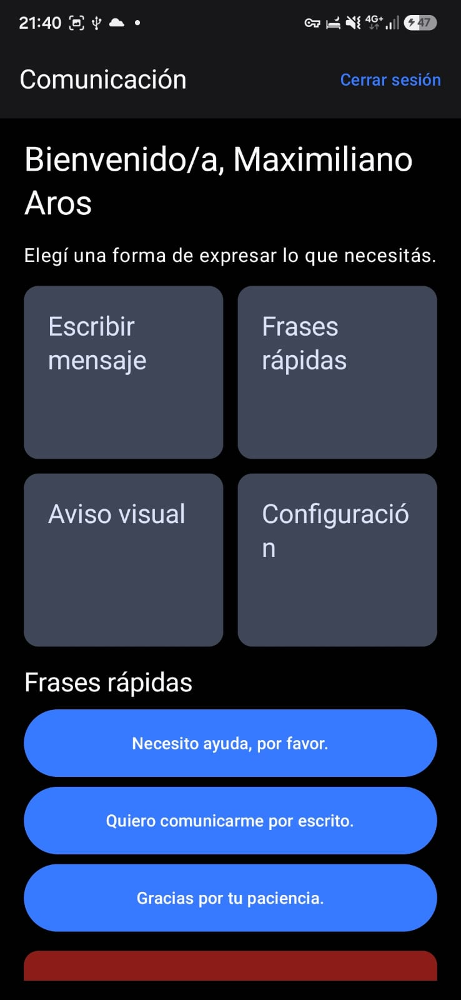 21:40 4G+ 47
Comunicación Cerrar sesión
Bienvenido/a, Maximiliano
Aros
Elegí una forma de expresar lo que necesitás.
Escribir
mensaje
Frases
rápidas
Aviso visual
Configuració
n
Frases rápidas
Necesito ayuda, por favor.
Quiero comunicarme por escrito.
Gracias por tu paciencia.